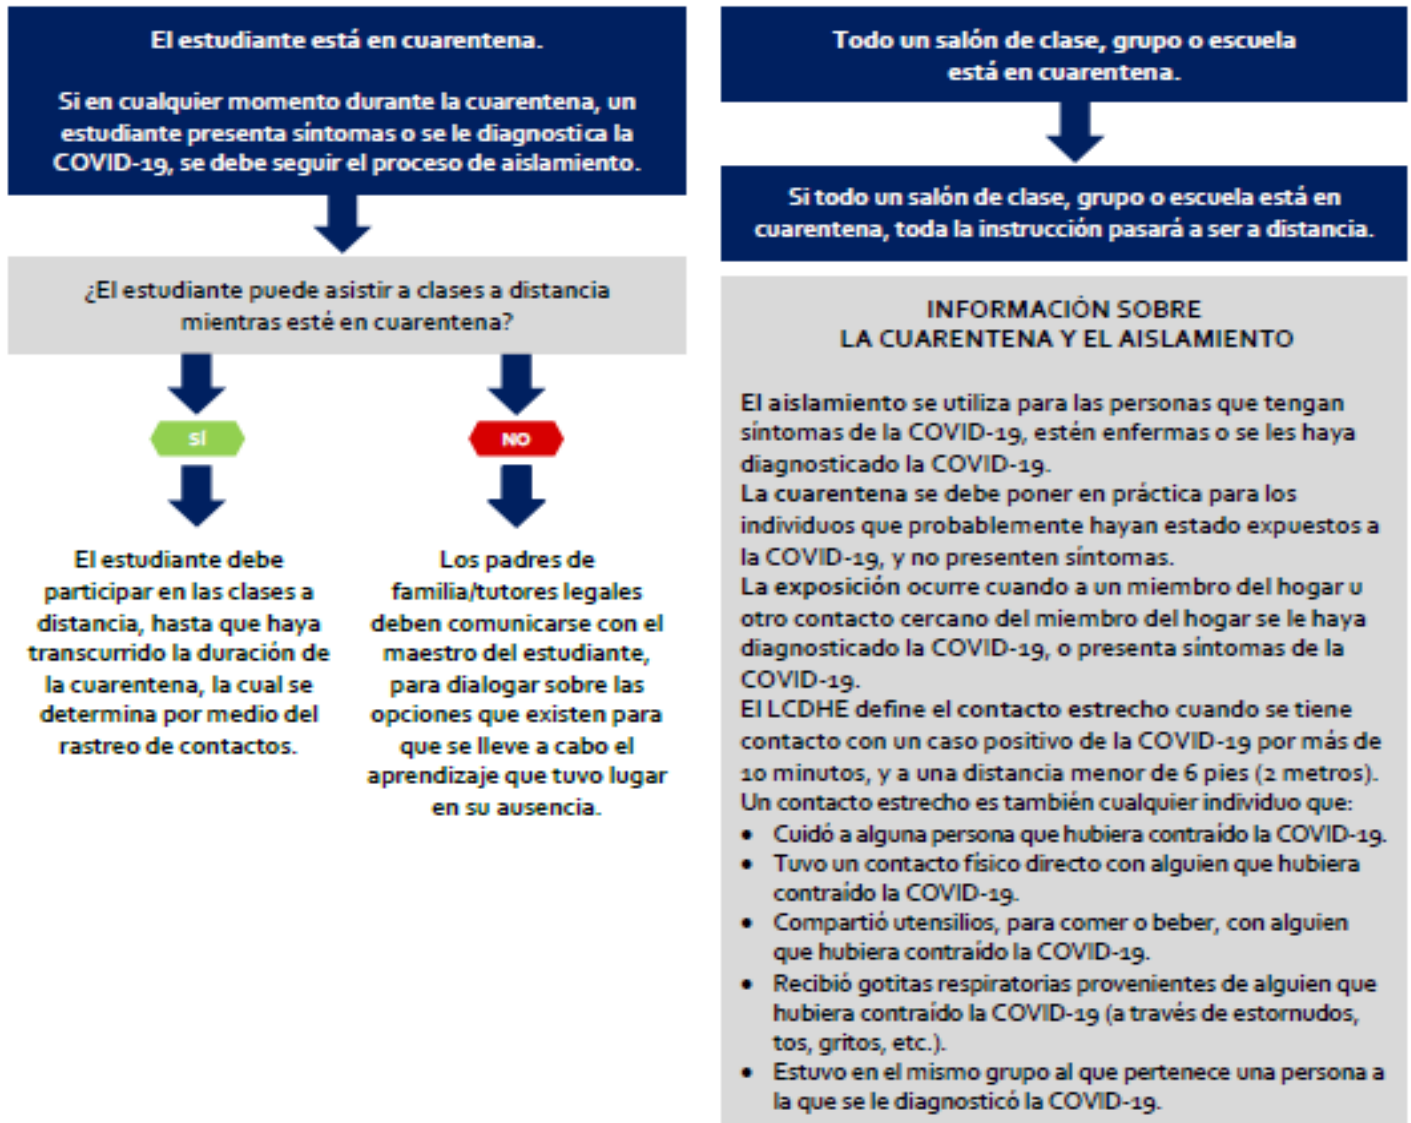 El estudiante está en cuarentena.
Si en cualquier momento durante la cuarentena, un
estudiante presenta síntomas o se le diagnostica la
COVID-19, se debe seguir el proceso de aislamiento.
¿El estudiante puede asistir a clases a distancia
mientras esté en cuarentena?
SÍ
NO
El estudiante debe
participar en las clases a
distancia, hasta que haya
transcurrido la duración de
la cuarentena, la cual se
determina por medio del
rastreo de contactos.
Los padres de
familia/tutores legales
deben comunicarse con el
maestro del estudiante,
para dialogar sobre las
opciones que existen para
que se lleve a cabo el
aprendizaje que tuvo lugar
en su ausencia.
Todo un salón de clase, grupo o escuela
está en cuarentena.
Si todo un salón de clase, grupo o escuela está en
cuarentena, toda la instrucción pasará a ser a distancia.
INFORMACIÓN SOBRE
LA CUARENTENA Y EL AISLAMIENTO
El aislamiento se utiliza para las personas que tengan
síntomas de la COVID-19, estén enfermas o se les haya
diagnosticado la COVID-19.
La cuarentena se debe poner en práctica para los
individuos que probablemente hayan estado expuestos a
la COVID-19, y no presenten síntomas.
La exposición ocurre cuando a un miembro del hogar u
otro contacto cercano del miembro del hogar se le haya
diagnosticado la COVID-19, o presenta síntomas de la
COVID-19.
El LCDHE define el contacto estrecho cuando se tiene
contacto con un caso positivo de la COVID-19 por más de
10 minutos, y a una distancia menor de 6 pies (2 metros).
Un contacto estrecho es también cualquier individuo que:
• Cuidó a alguna persona que hubiera contraído la COVID-19.
• Tuvo un contacto físico directo con alguien que hubiera
contraído la COVID-19.
• Compartió utensilios, para comer o beber, con alguien
que hubiera contraído la COVID-19.
• Recibió gotitas respiratorias provenientes de alguien que
hubiera contraído la COVID-19 (a través de estornudos,
tos, gritos, etc.).
• Estuvo en el mismo grupo al que pertenece una persona a
la que se le diagnosticó la COVID-19.